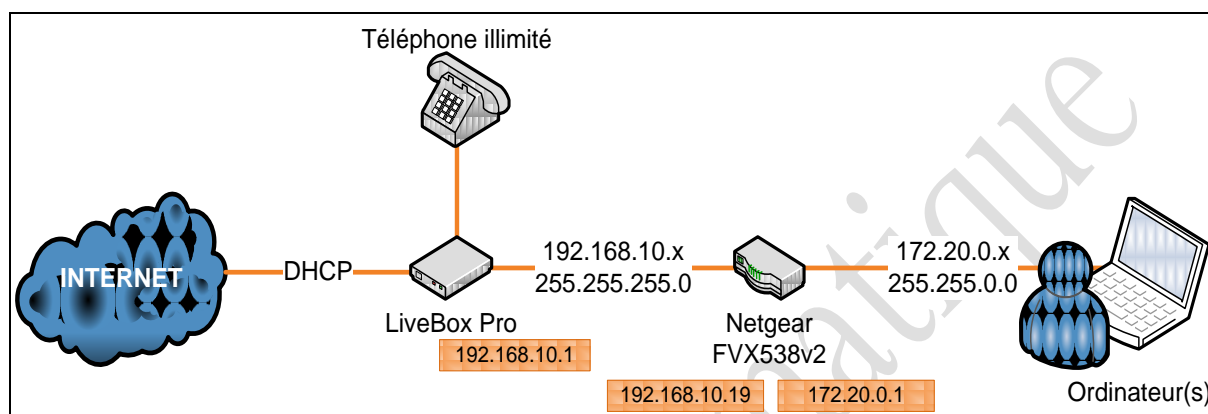 Téléphone illimité
INTERNET
DHCP
192.168.10.x
255.255.255.0
172.20.0.x
255.255.0.0
LiveBox Pro
192.168.10.1
Netgear
FVX538v2
192.168.10.19
172.20.0.1
Ordinateur(s)